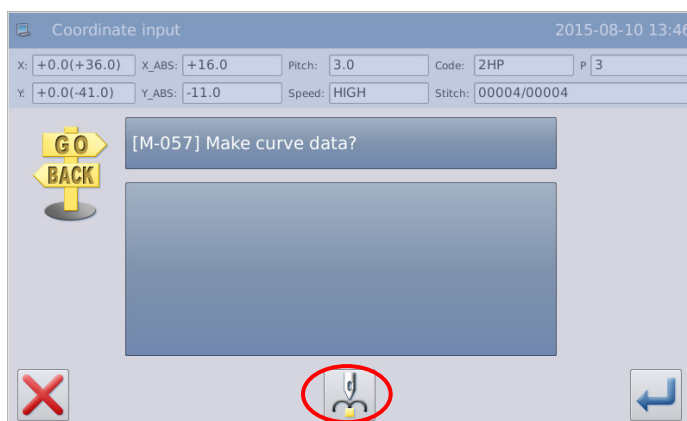 Coordinate input 2015-08-10 13:46
X: +0.0(+36.0) X_ABS: +16.0 Pitch: 3.0 Code: 2HP P 3
Y: +0.0(-41.0) Y_ABS: -11.0 Speed: HIGH Stitch: 00004/00004
GO
BACK
[M-057] Make curve data?